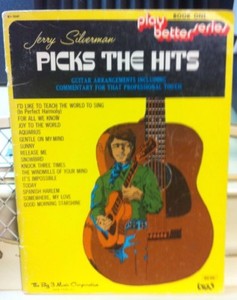 BOOK ONE
play
better
series
Jerry Silverman
PICKS THE HITS
GUITAR ARRANGEMENTS INCLUDING
COMMENTARY FOR THAT PROFESSIONAL TOUCH
I'D LIKE TO TEACH THE WORLD TO SING
(In Perfect Harmony)
FOR ALL WE KNOW
JOY TO THE WORLD
AQUARIUS
GENTLE ON MY MIND
SUNNY
RELEASE ME
SNOWBIRD
KNOCK THREE TIMES
THE WINDMILLS OF YOUR MIND
IT'S IMPOSSIBLE
TODAY
SPANISH HARLEM
SOMEWHERE, MY LOVE
GOOD MORNING STARSHINE
The Big 3 Music Corporation